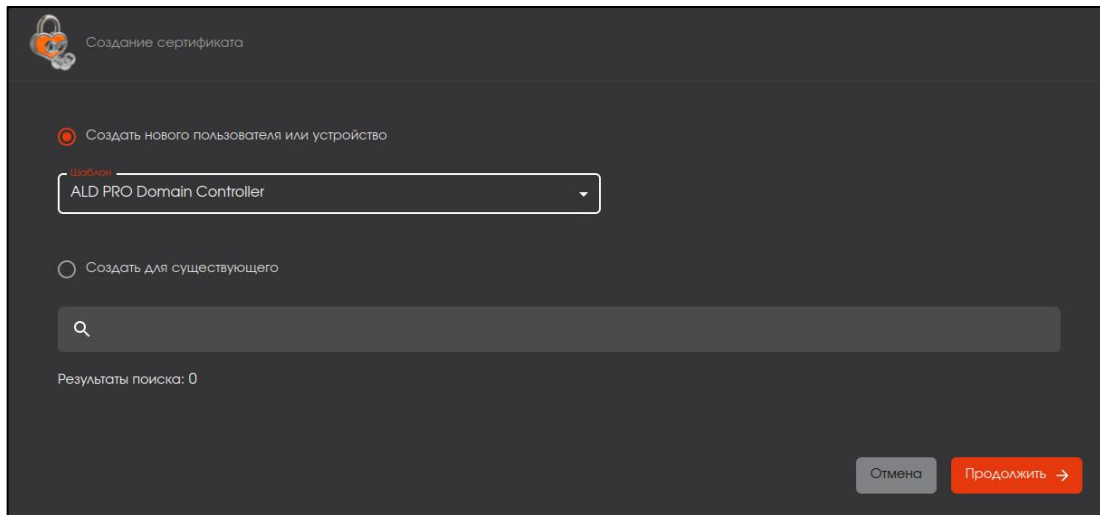 Создание сертификата
Создать нового пользователя или устройство
Шаблон
ALD PRO Domain Controller
Создать для существующего
Результаты поиска: 0
Отмена
Продолжить →